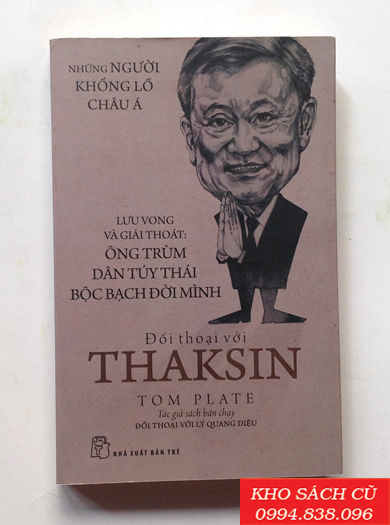 NHỮNG NGƯỜI
KHỔNG LỒ
CHÂU Á
LƯU VONG
VÀ GIẢI THOÁT:
ÔNG TRÙM
DÂN TÚY THÁI
BỘC BẠCH ĐỜI MÌNH
Đối thoại với
THAKSIN
TOM PLATE
Tác giả sách bán chạy
ĐỐI THOẠI VỚI LÝ QUANG DIỆU
NHÀ XUẤT BẢN TRẺ
KHO SÁCH CŨ
0994.838.096